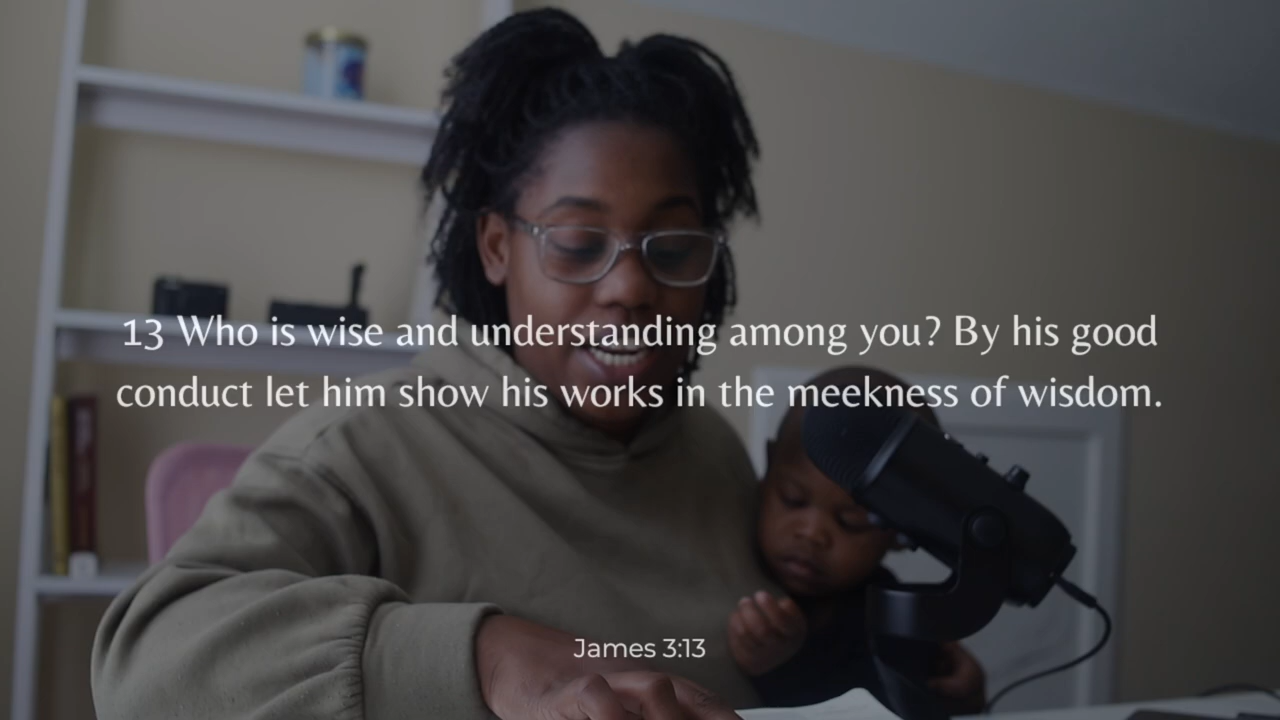 13 Who is wise and understanding among you? By his good
conduct let him show his works in the meekness of wisdom.
James 3:13